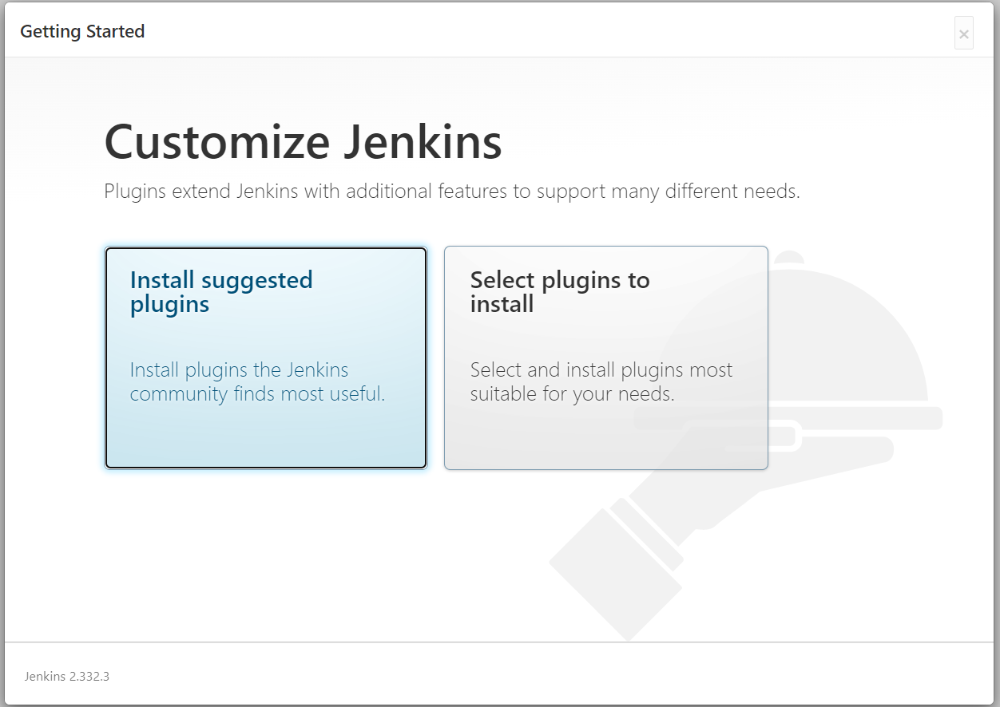 Getting Started
×
Customize Jenkins
Plugins extend Jenkins with additional features to support many different needs.
Install suggested
plugins
Install plugins the Jenkins
community finds most useful.
Select plugins to
install
Select and install plugins most
suitable for your needs.
Jenkins 2.332.3